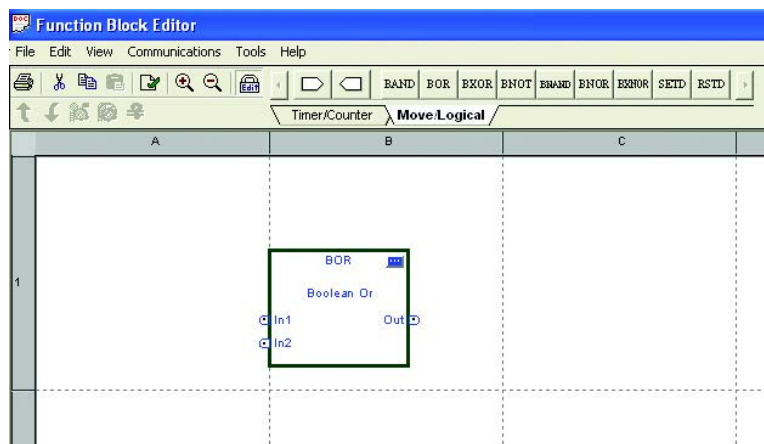 Function Block Editor
File Edit View Communications Tools Help
Edit BAND BOR BXOR BNOT BNAND BNOR BXNOR SETD RSTD
Timer/Counter Move/Logical
A B C
1
BOR
Boolean Or
In1 Out
In2